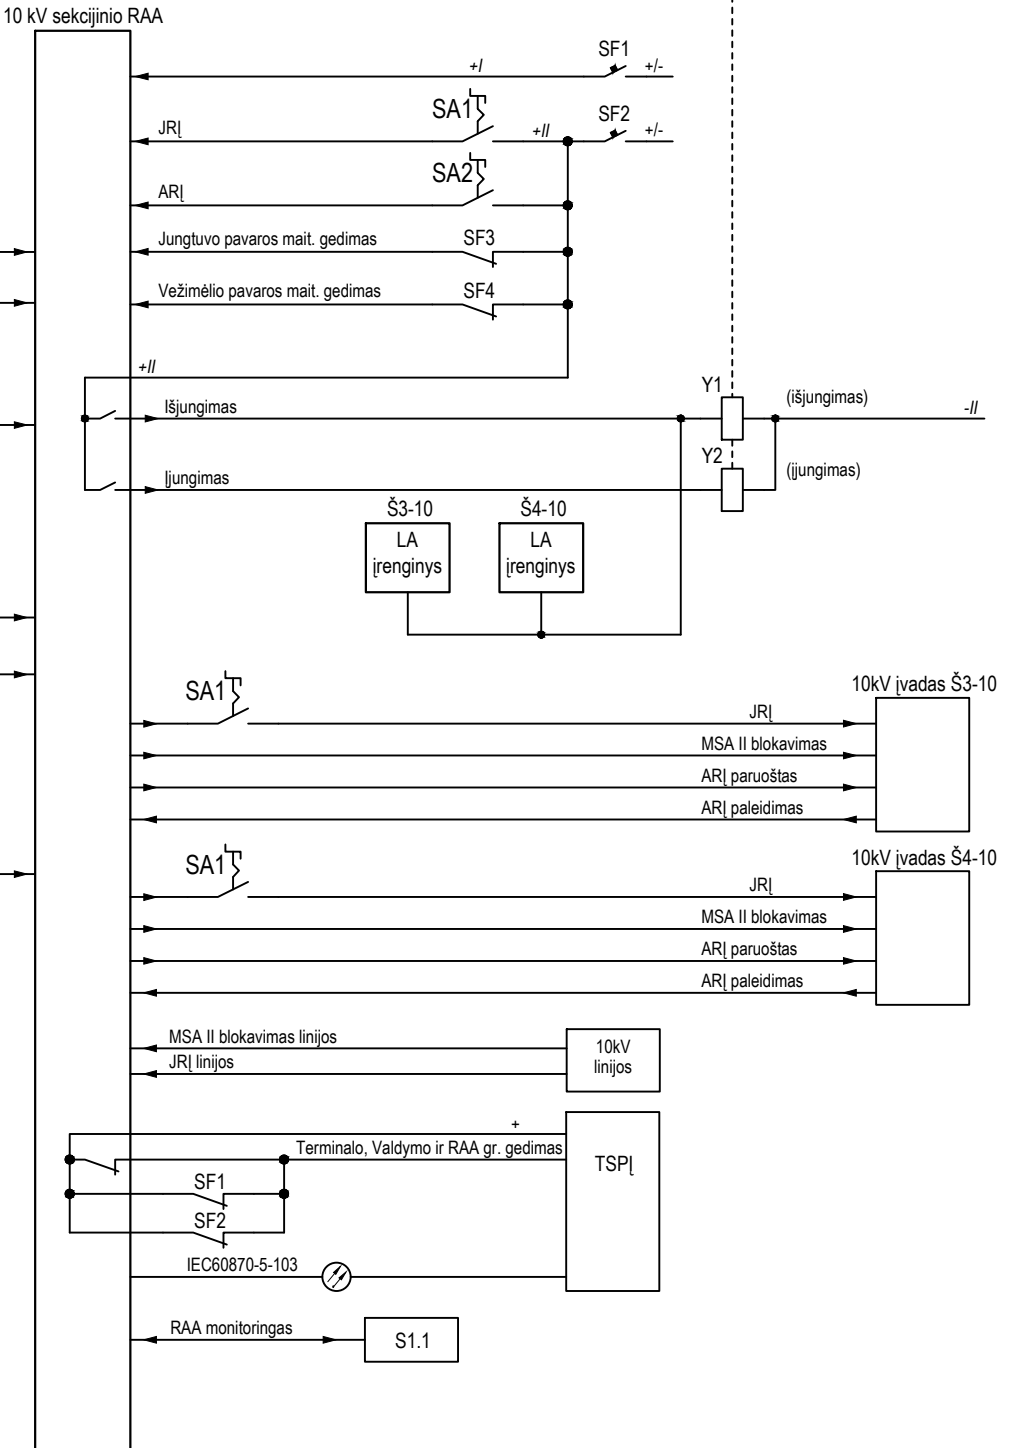 10 kV sekcijinio RAA
+I
SF1
+/-
JRĮ
SA1
+II
SF2
+/-
ARĮ
SA2
Jungtuvo pavaros mait. gedimas
SF3
Vežimėlio pavaros mait. gedimas
SF4
+II
Išjungimas
Y1
(išjungimas)
-II
Įjungimas
Y2
(įjungimas)
Š3-10
LA
įrenginys
Š4-10
LA
įrenginys
SA1
10kV įvadas Š3-10
JRĮ
MSA II blokavimas
ARĮ paruoštas
ARĮ paleidimas
SA1
10kV įvadas Š4-10
JRĮ
MSA II blokavimas
ARĮ paruoštas
ARĮ paleidimas
MSA II blokavimas linijos
JRĮ linijos
10kV
linijos
+
Terminalo, Valdymo ir RAA gr. gedimas
TSPĮ
SF1
SF2
IEC60870-5-103
RAA monitoringas
S1.1